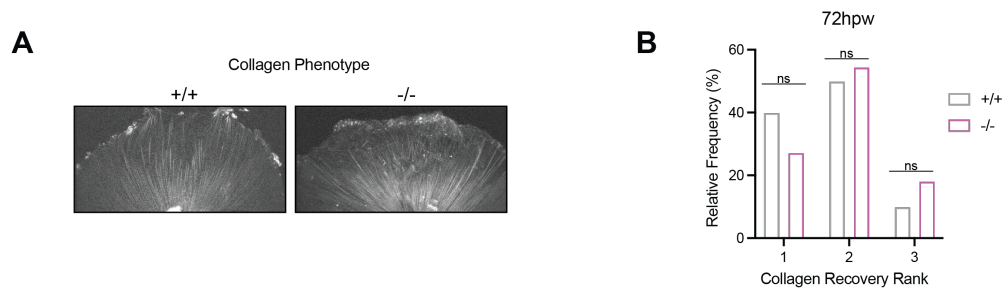 A
Collagen Phenotype
+/+
-/-
B
72hpw
Relative Frequency (%)
60
40
20
0
ns
ns
ns
1
2
3
Collagen Recovery Rank
+/+
-/-